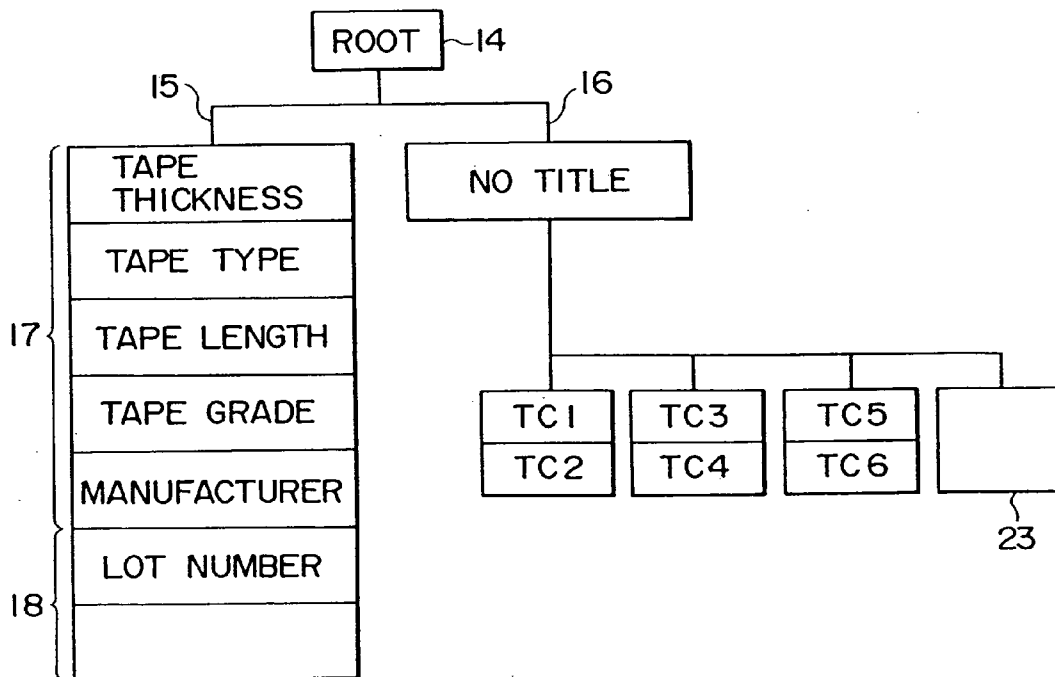 ROOT
14
15
16
TAPE
THICKNESS
NO TITLE
TAPE TYPE
17
TAPE LENGTH
TAPE GRADE
TC1
TC3
TC5
TC2
TC4
TC6
MANUFACTURER
23
LOT NUMBER
18